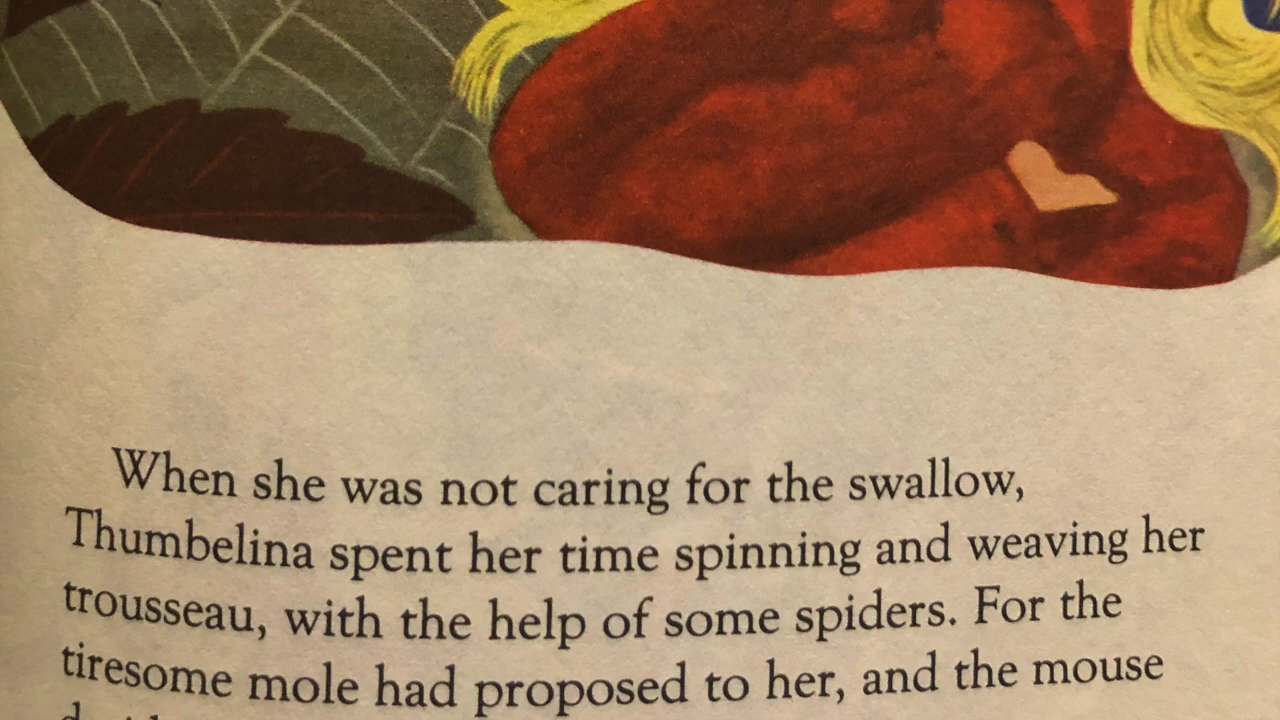 When she was not caring for the swallow,
Thumbelina spent her time spinning and weaving her
trousseau, with the help of some spiders. For the
tiresome mole had proposed to her, and the mouse